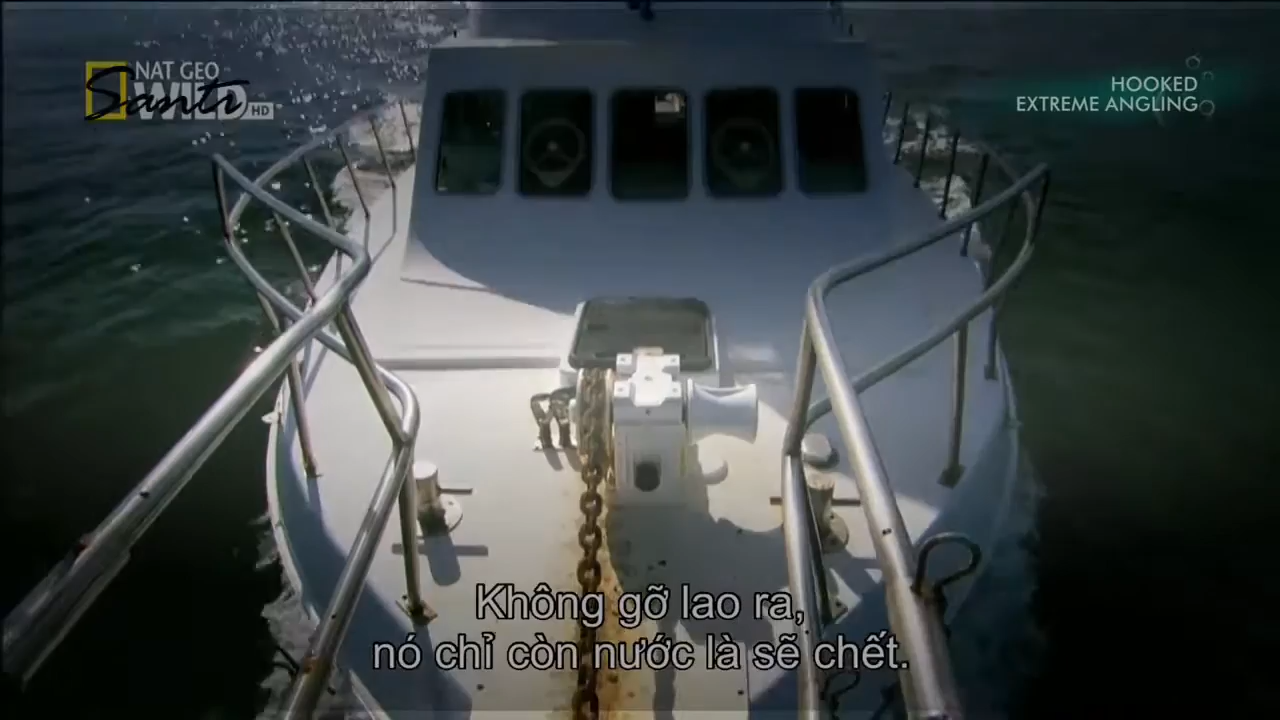 NAT GEO
WILD HD
Santi
HOOKED
EXTREME ANGLING
Không gỡ lao ra,
nó chỉ còn nước là sẽ chết.